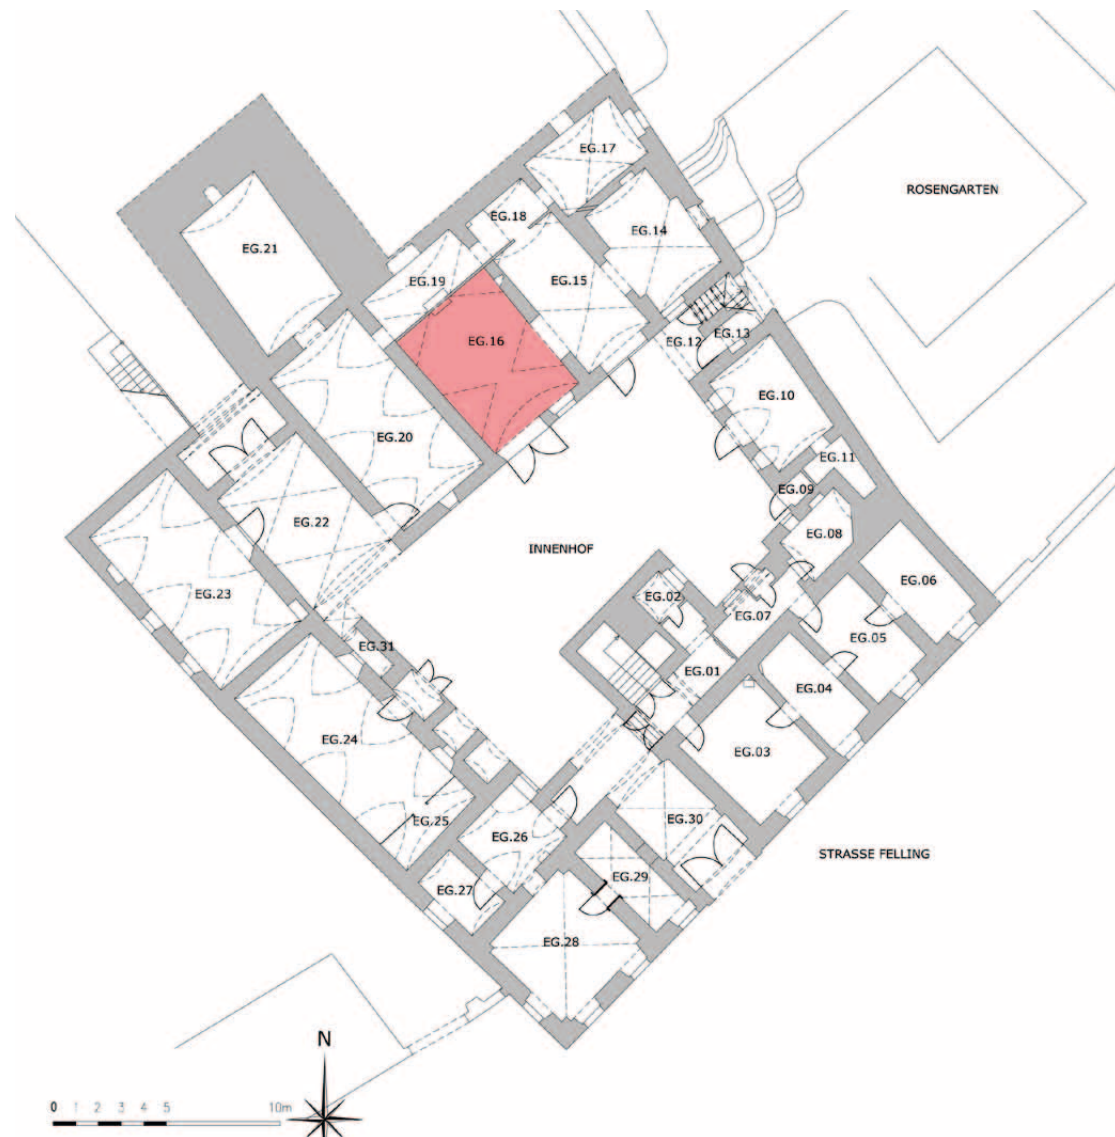 EG.17
ROSENGARTEN
EG.18
EG.14
EG.21
EG.19
EG.15
EG.13
EG.12
EG.16
EG.10
EG.20
EG.11
EG.09
EG.22
EG.08
INNENHOF
EG.06
EG.23
EG.02
EG.07
EG.05
EG.31
EG.01
EG.04
EG.24
EG.03
EG.25
EG.30
EG.26
STRASSE FELLING
EG.29
EG.27
EG.28
N
0 1 2 3 4 5 10m